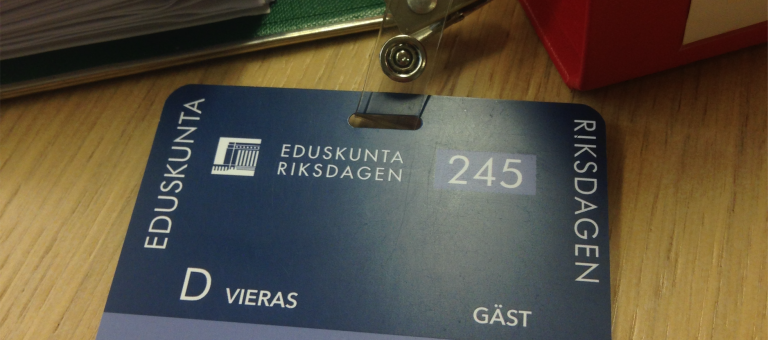 EDUSKUNTA
EDUSKUNTA
RIKSDAGEN
245
RIKSDAGEN
D VIERAS
GÄST